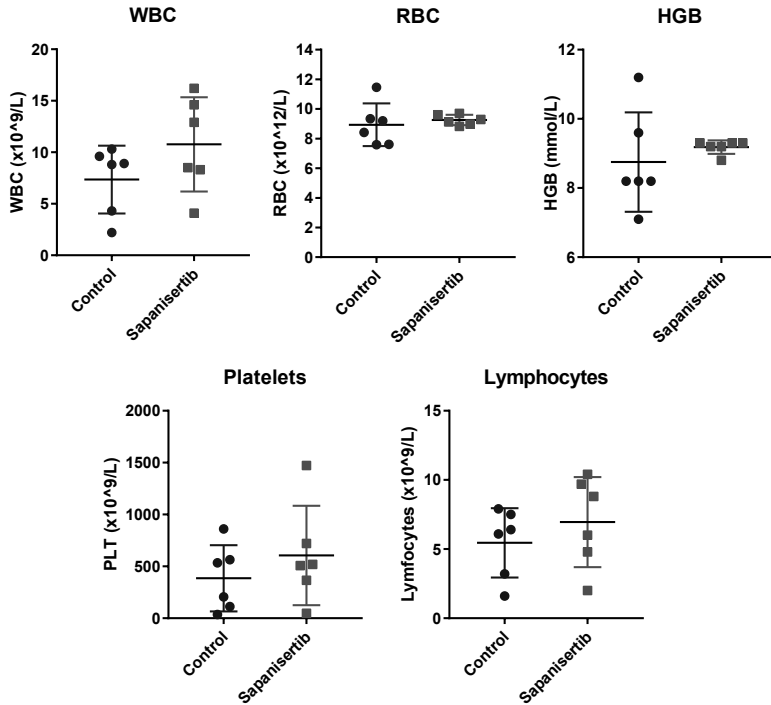 WBC
WBC (x10^9/L)
20
15
10
5
0
Control
Sapanisertib
RBC
RBC (x10^12/L)
14
12
10
8
6
4
2
0
Control
Sapanisertib
HGB
HGB (mmol/L)
12
10
8
6
Control
Sapanisertib
Platelets
PLT (x10^9/L)
2000
1500
1000
500
0
Control
Sapanisertib
Lymphocytes
Lymfocytes (x10^9/L)
15
10
5
0
Control
Sapanisertib